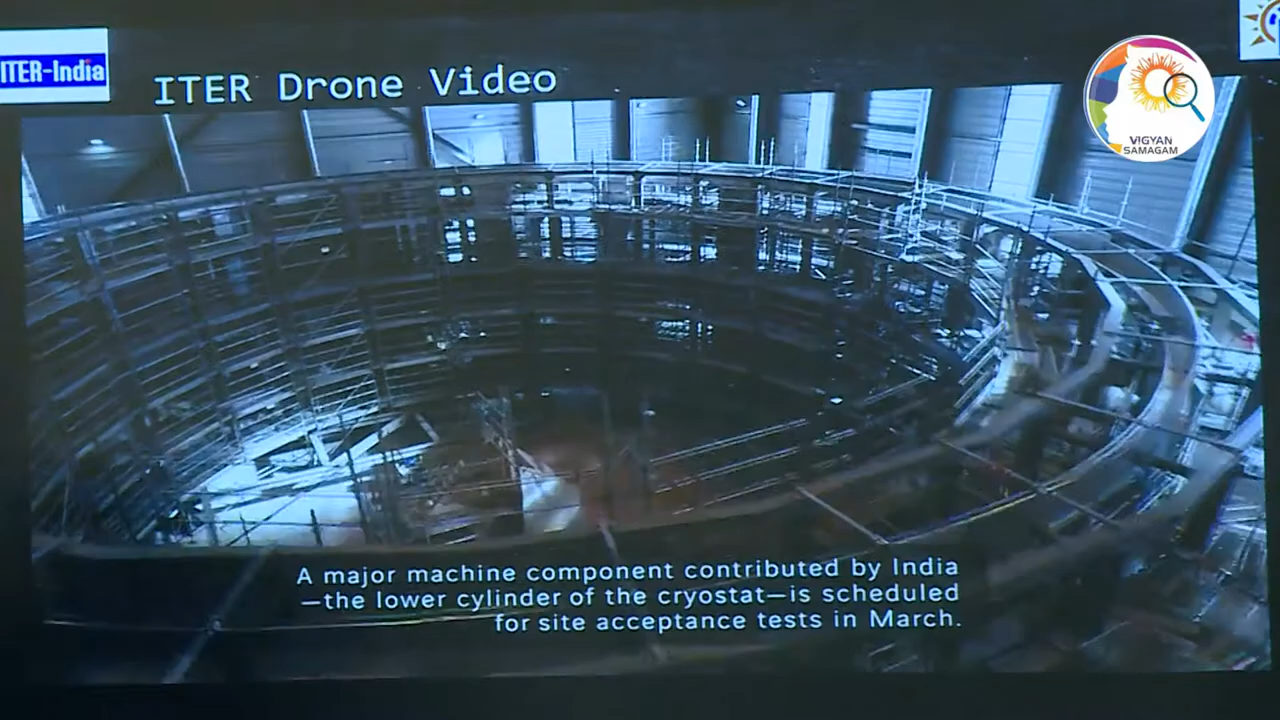 ITER-India
ITER Drone Video
VIGYAN
SAMAGAM
A major machine component contributed by India
—the lower cylinder of the cryostat—is scheduled
for site acceptance tests in March.